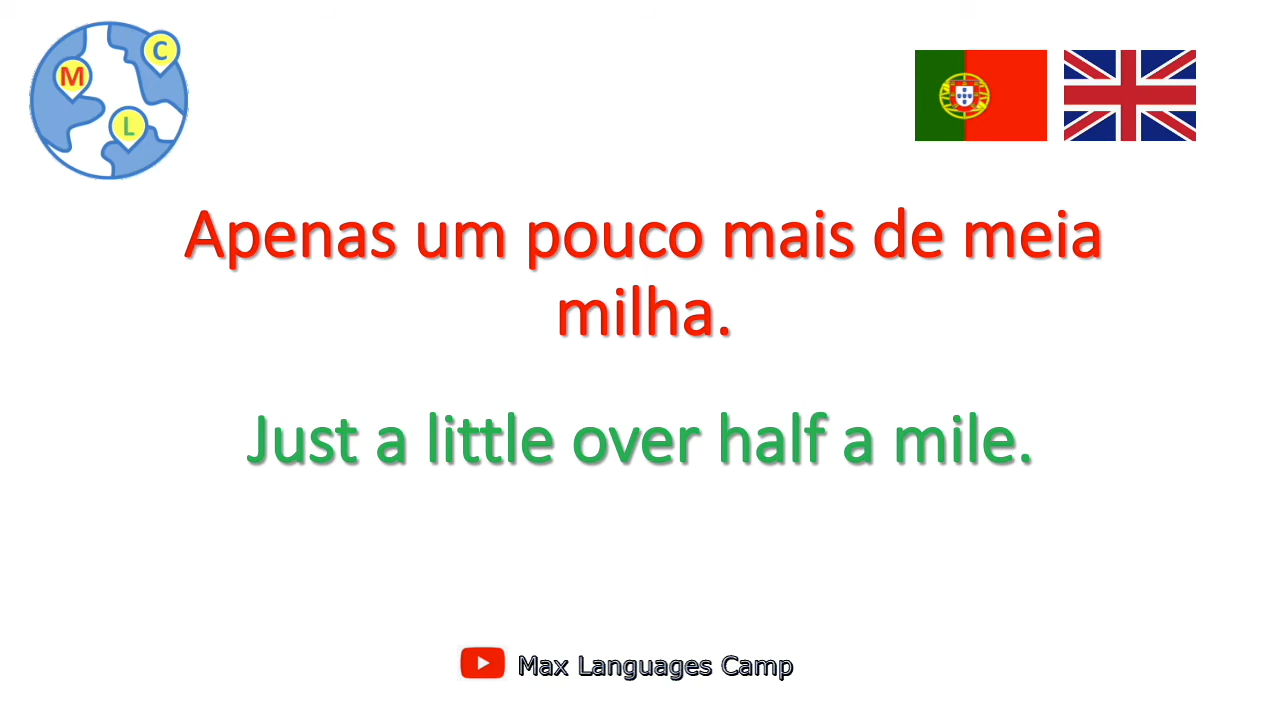 M
C
L
Apenas um pouco mais de meia
milha.
Just a little over half a mile.
Max Languages Camp